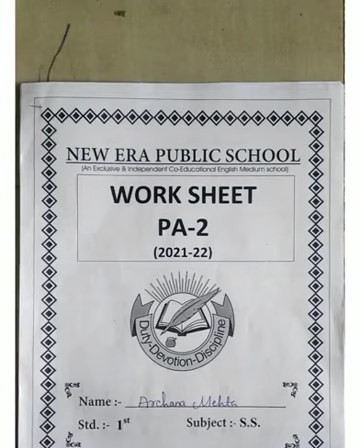 NEW ERA PUBLIC SCHOOL
(An Exclusive & Independent Co-Educational English Medium school)
WORK SHEET
PA-2
(2021-22)
Duty-Devotion-Discipline
Name :- Archana Mehta
Std. :- 1st Subject :- S.S.